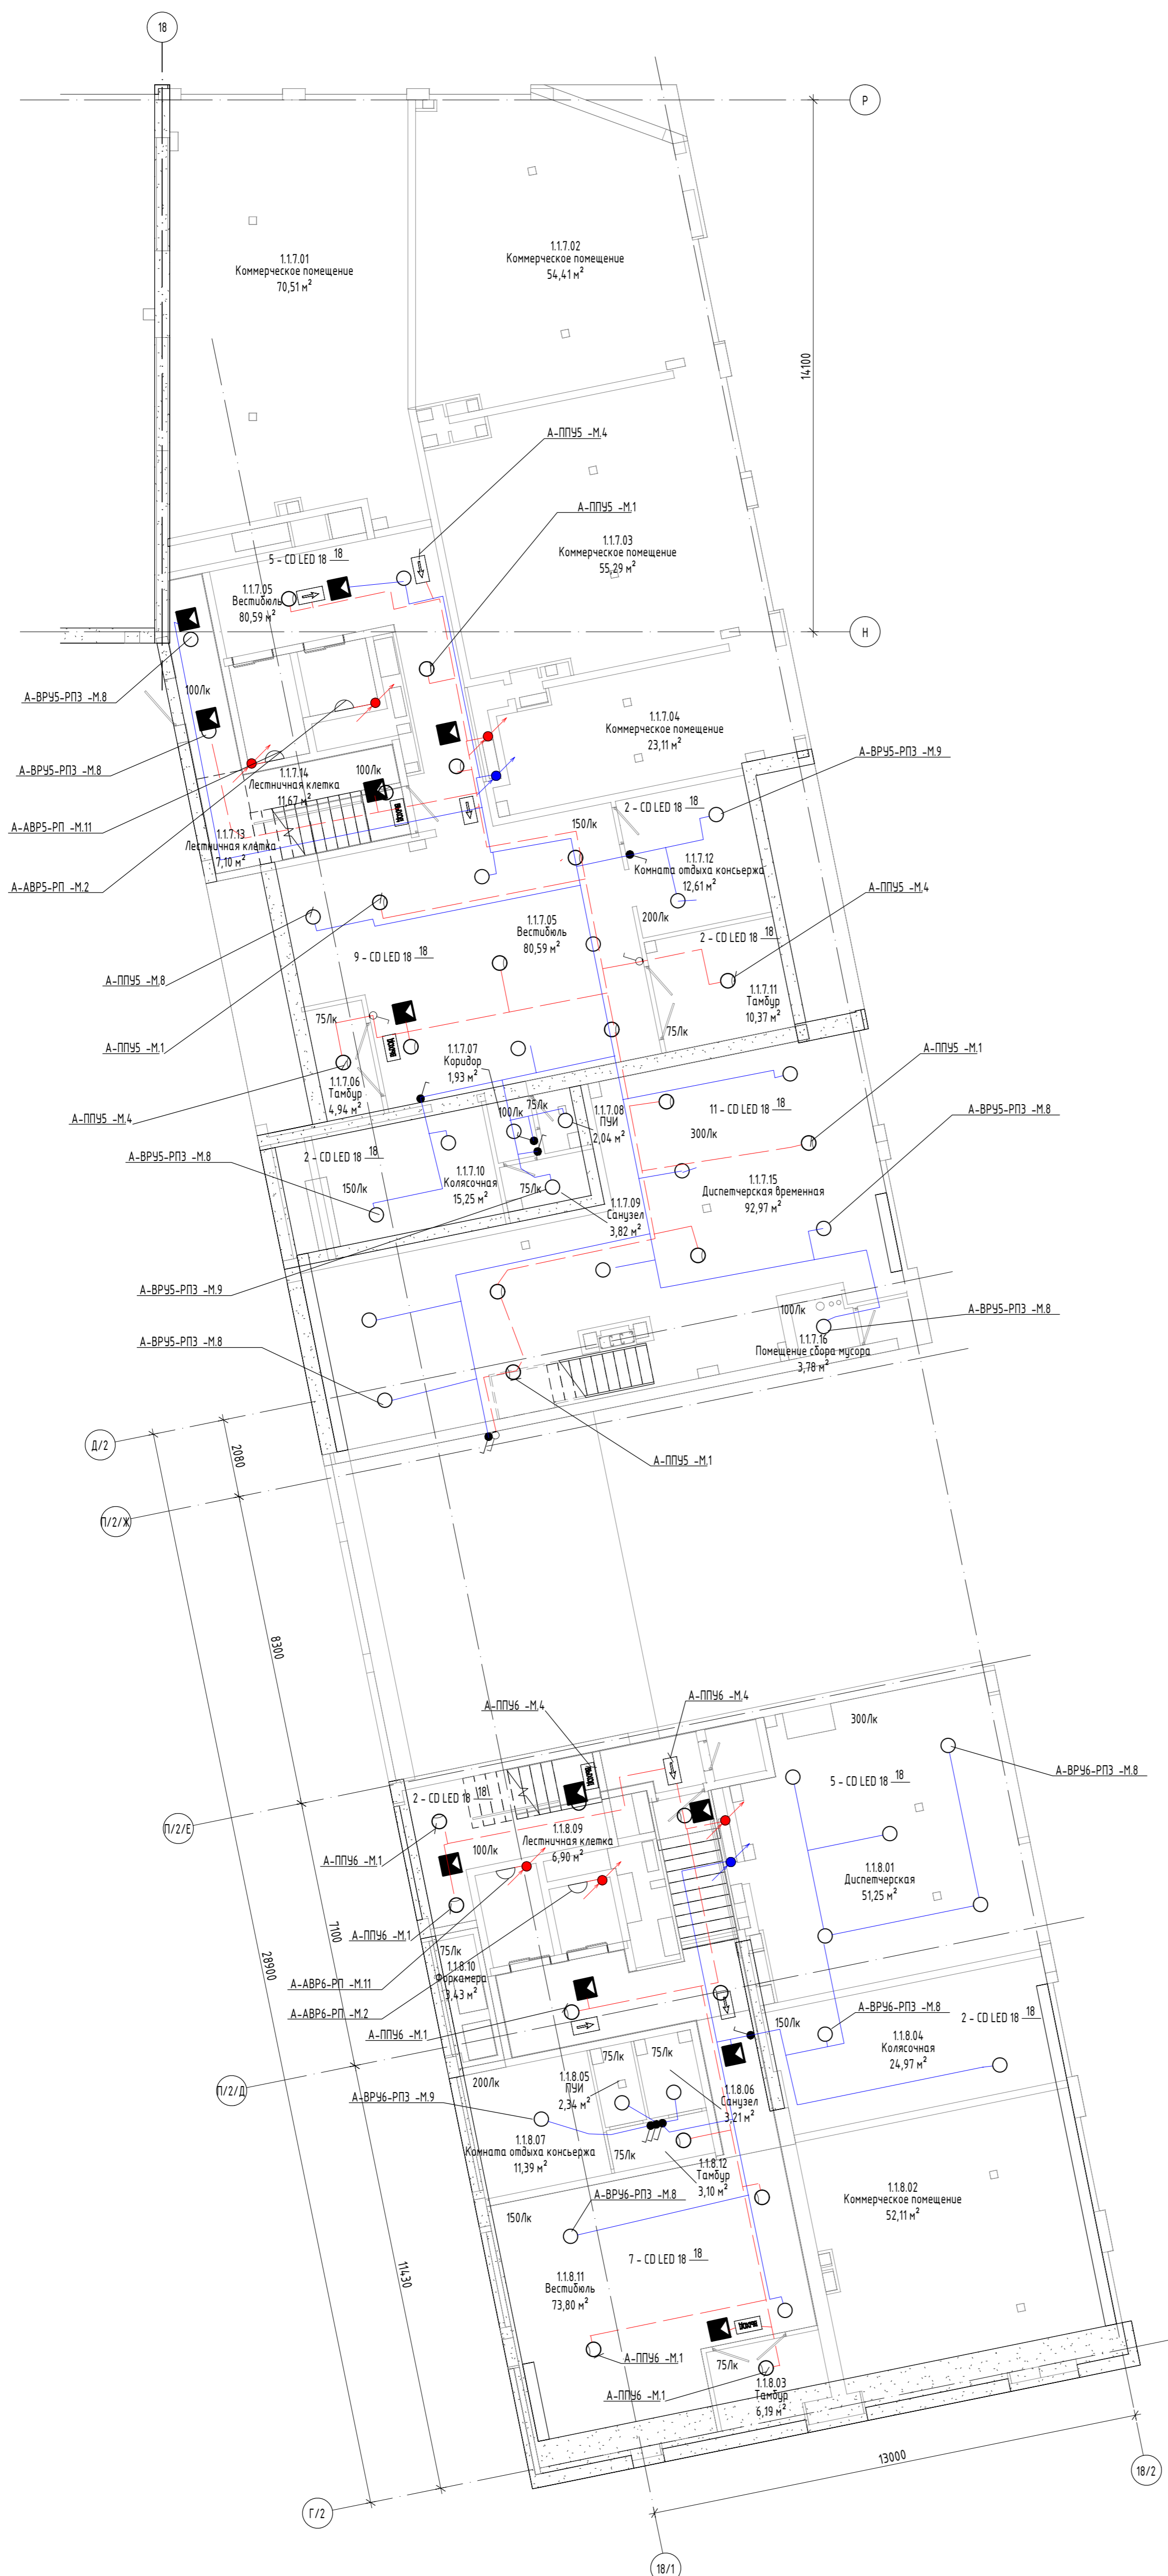 18
Р
1.1.7.01
Коммерческое помещение
70,51 м²
1.1.7.02
Коммерческое помещение
54,41 м²
14100
А-ППУ5 -М.4
А-ППУ5 -М.1
1.1.7.03
Коммерческое помещение
55,29 м²
5 - CD LED 18 18
1.1.7.05
Вестибюль
80,59 м²
Н
А-ВРУ5-РП3 -М.8
100Лк
1.1.7.04
Коммерческое помещение
23,11 м²
А-ВРУ5-РП3 -М.8
А-ВРУ5-РП3 -М.9
1.1.7.14
Лестничная клетка
11,67 м²
100Лк
ВЫХОД
2 - CD LED 18 18
150Лк
А-АВР5-РП -М.11
1.1.7.13
Лестничная клетка
7,10 м²
1.1.7.12
Комната отдыха консьержа
12,61 м²
А-АВР5-РП -М.2
А-ППУ5 -М.4
200Лк
1.1.7.05
Вестибюль
80,59 м²
2 - CD LED 18 18
9 - CD LED 18 18
А-ППУ5 -М.8
1.1.7.11
Тамбур
10,37 м²
75Лк
75Лк
ВЫХОД
А-ППУ5 -М.1
1.1.7.07
Коридор
1,93 м²
А-ППУ5 -М.1
1.1.7.06
Тамбур
4,94 м²
А-ППУ5 -М.4
75Лк
100Лк
1.1.7.08
ПУИ
2,04 м²
11 - CD LED 18 18
300Лк
А-ВРУ5-РП3 -М.8
А-ВРУ5-РП3 -М.8
2 - CD LED 18 18
1.1.7.10
Колясочная
15,25 м²
150Лк
75Лк
1.1.7.09
Санузел
3,82 м²
1.1.7.15
Диспетчерская временная
92,97 м²
А-ВРУ5-РП3 -М.9
100Лк
А-ВРУ5-РП3 -М.8
А-ВРУ5-РП3 -М.8
1.1.7.16
Помещение сбора мусора
3,78 м²
Д/2
2080
А-ППУ5 -М.1
П/2/Ж
8300
А-ППУ6 -М.4
А-ППУ6 -М.4
300Лк
А-ВРУ6-РП3 -М.8
5 - CD LED 18 18
ВЫХОД
2 - CD LED 18 18
П/2/Е
1.1.8.09
Лестничная клетка
6,90 м²
100Лк
А-ППУ6 -М.1
1.1.8.01
Диспетчерская
51,25 м²
7100
А-ППУ6 -М.1
75Лк
1.1.8.10
Форкамера
3,43 м²
28900
А-АВР6-РП -М.11
А-АВР6-РП -М.2
А-ППУ6 -М.1
А-ВРУ6-РП3 -М.8
150Лк
2 - CD LED 18 18
1.1.8.04
Колясочная
24,97 м²
П/2/Д
200Лк
75Лк
75Лк
1.1.8.05
ПУИ
2,34 м²
1.1.8.06
Санузел
3,21 м²
А-ВРУ6-РП3 -М.9
1.1.8.07
Комната отдыха консьержа
11,39 м²
75Лк
1.1.8.12
Тамбур
3,10 м²
А-ВРУ6-РП3 -М.8
1.1.8.02
Коммерческое помещение
52,11 м²
150Лк
7 - CD LED 18 18
11430
1.1.8.11
Вестибюль
73,80 м²
ВЫХОД
А-ППУ6 -М.1
75Лк
А-ППУ6 -М.1
1.1.8.03
Тамбур
6,19 м²
13000
18/2
Г/2
18/1